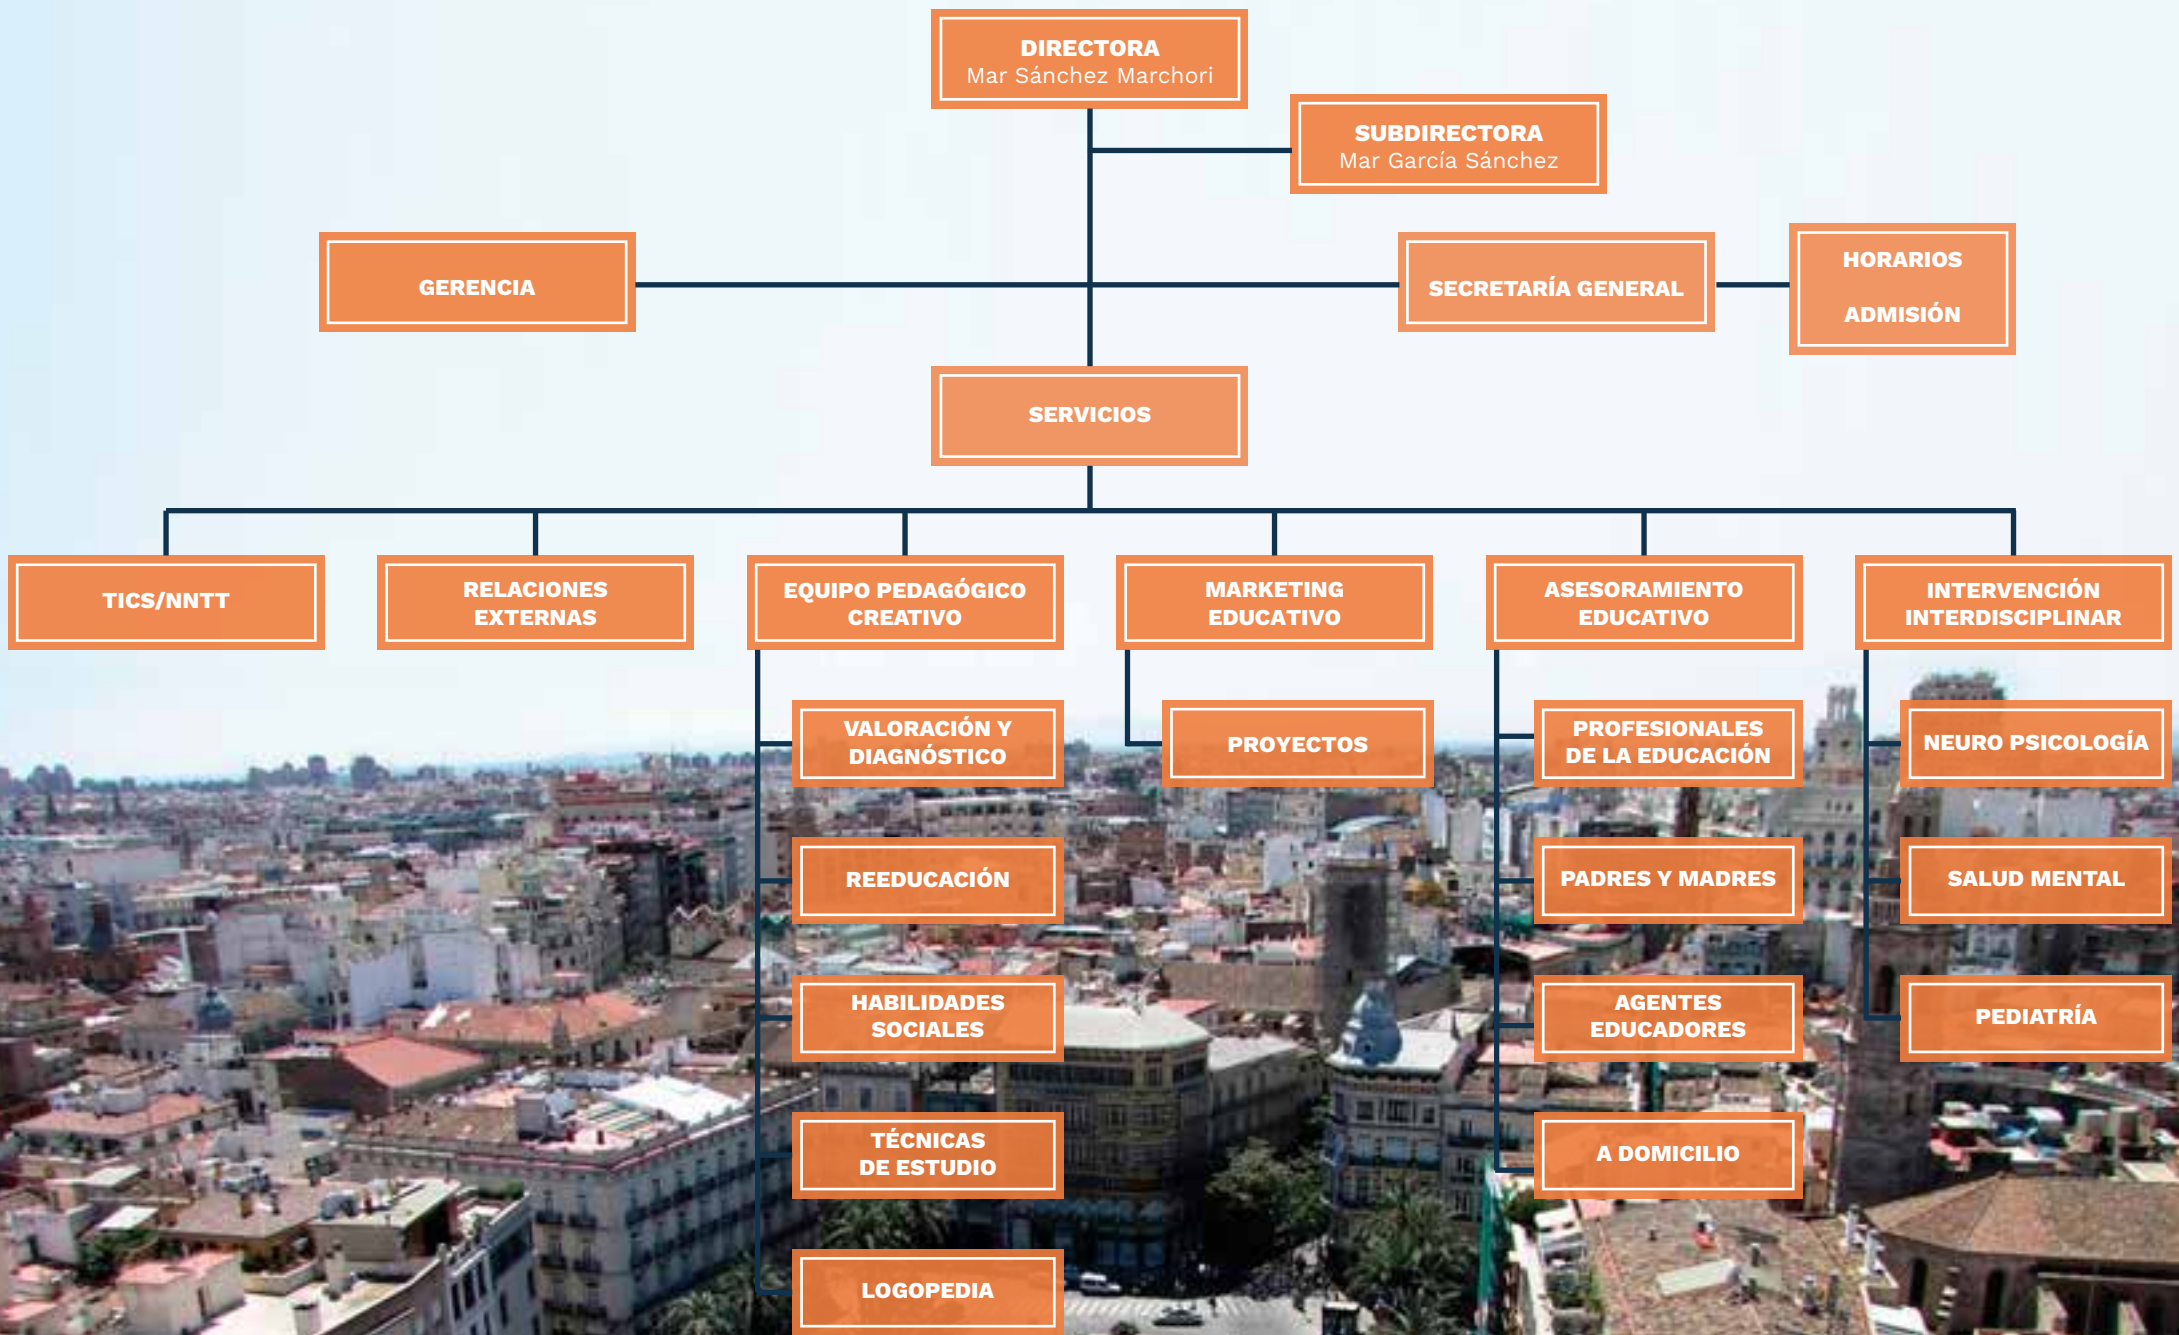 DIRECTORA
Mar Sánchez Marchori
SUBDIRECTORA
Mar García Sánchez
GERENCIA
SECRETARÍA GENERAL
HORARIOS
ADMISIÓN
SERVICIOS
TICS/NNTT
RELACIONES
EXTERNAS
EQUIPO PEDAGÓGICO
CREATIVO
MARKETING
EDUCATIVO
ASESORAMIENTO
EDUCATIVO
INTERVENCIÓN
INTERDISCIPLINAR
VALORACIÓN Y
DIAGNÓSTICO
REEDUCACIÓN
HABILIDADES
SOCIALES
TÉCNICAS
DE ESTUDIO
LOGOPEDIA
PROYECTOS
PROFESIONALES
DE LA EDUCACIÓN
PADRES Y MADRES
AGENTES
EDUCADORES
A DOMICILIO
NEURO PSICOLOGÍA
SALUD MENTAL
PEDIATRÍA